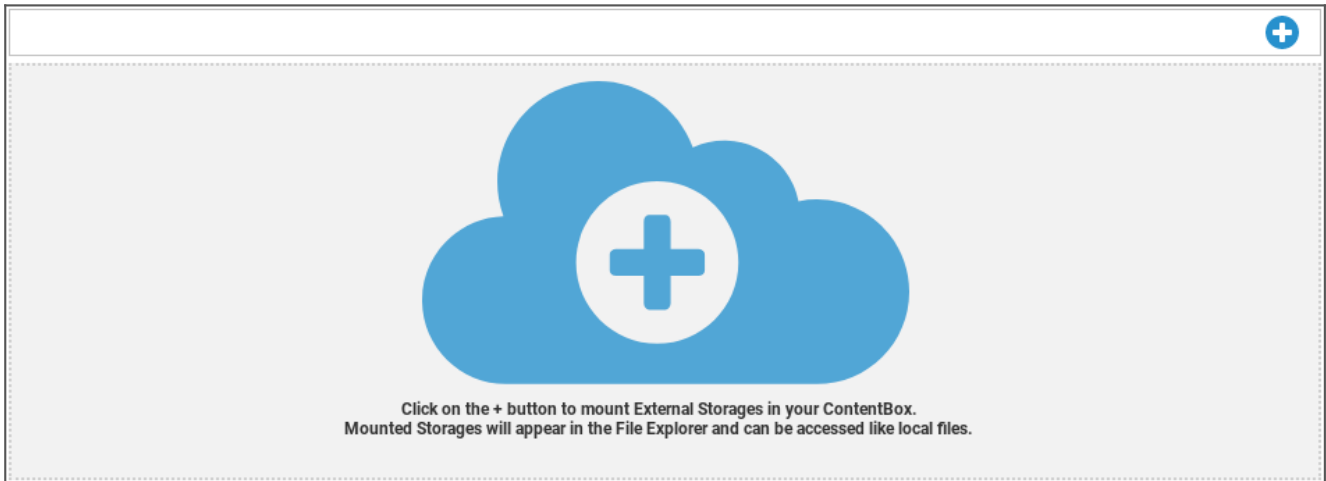 Click on the + button to mount External Storages in your ContentBox.
Mounted Storages will appear in the File Explorer and can be accessed like local files.